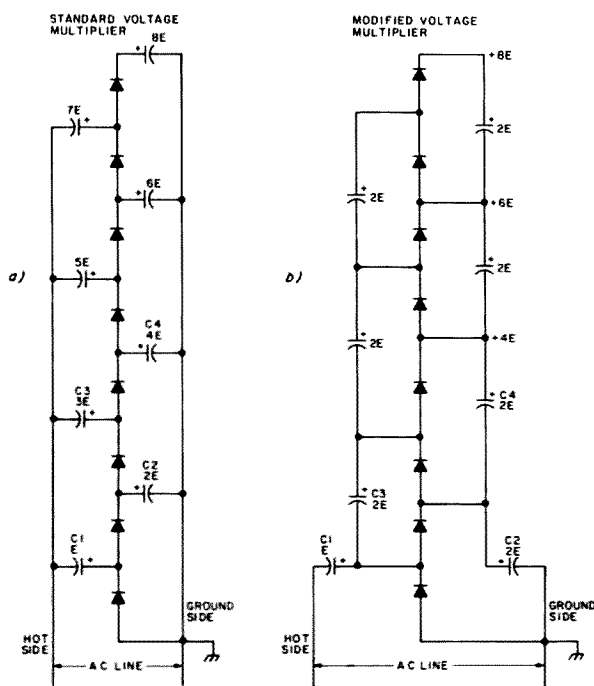 STANDARD VOLTAGE
MULTIPLIER
8E
7E
6E
5E
a)
C4
4E
C3
3E
C2
2E
C1
E
GROUND
SIDE
HOT
SIDE
AC LINE
MODIFIED VOLTAGE
MULTIPLIER
+8E
2E
+6E
2E
2E
b)
+4E
2E
C4
2E
C3
2E
C1
E
C2
2E
GROUND
SIDE
HOT
SIDE
AC LINE